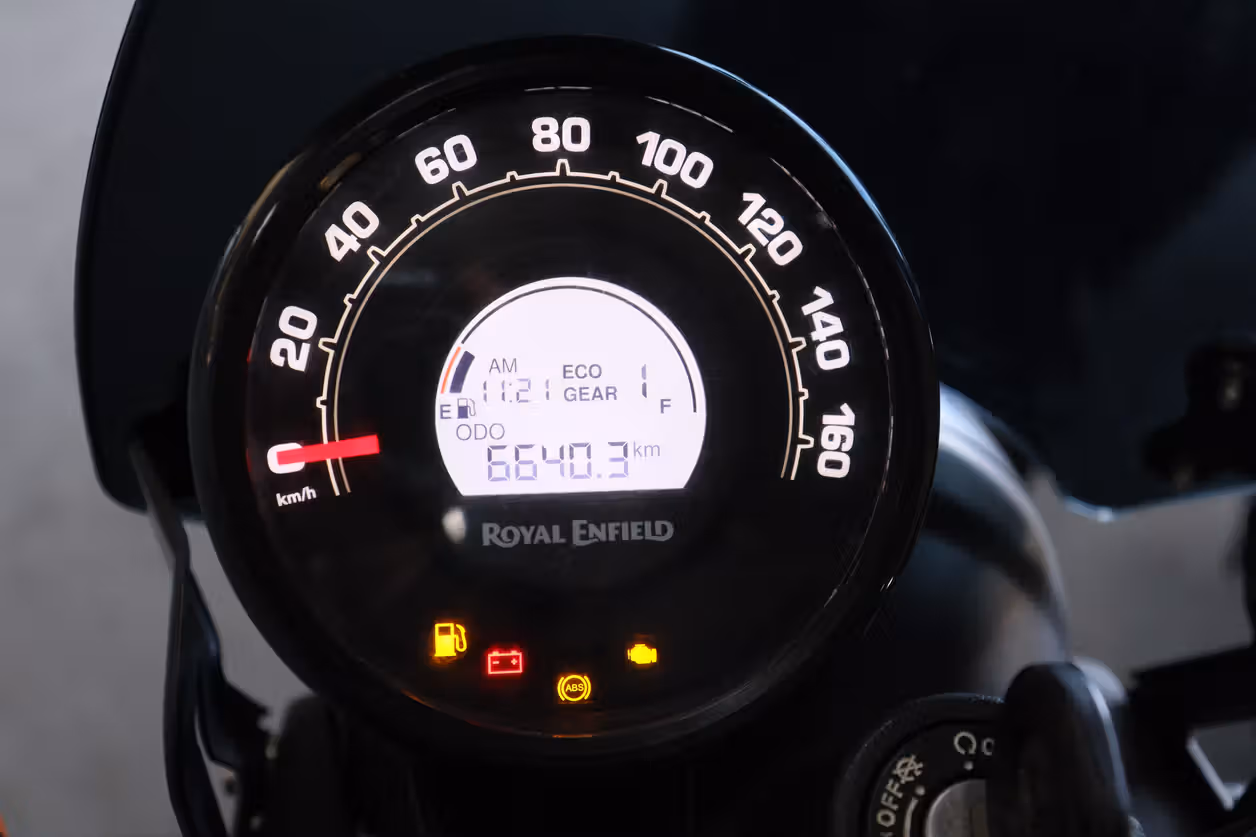 0
20
40
60
80
100
120
140
160
km/h
AM
11:21
ECO
GEAR
1
E
F
ODO
6640.3 km
ROYAL ENFIELD
ABS
OFF